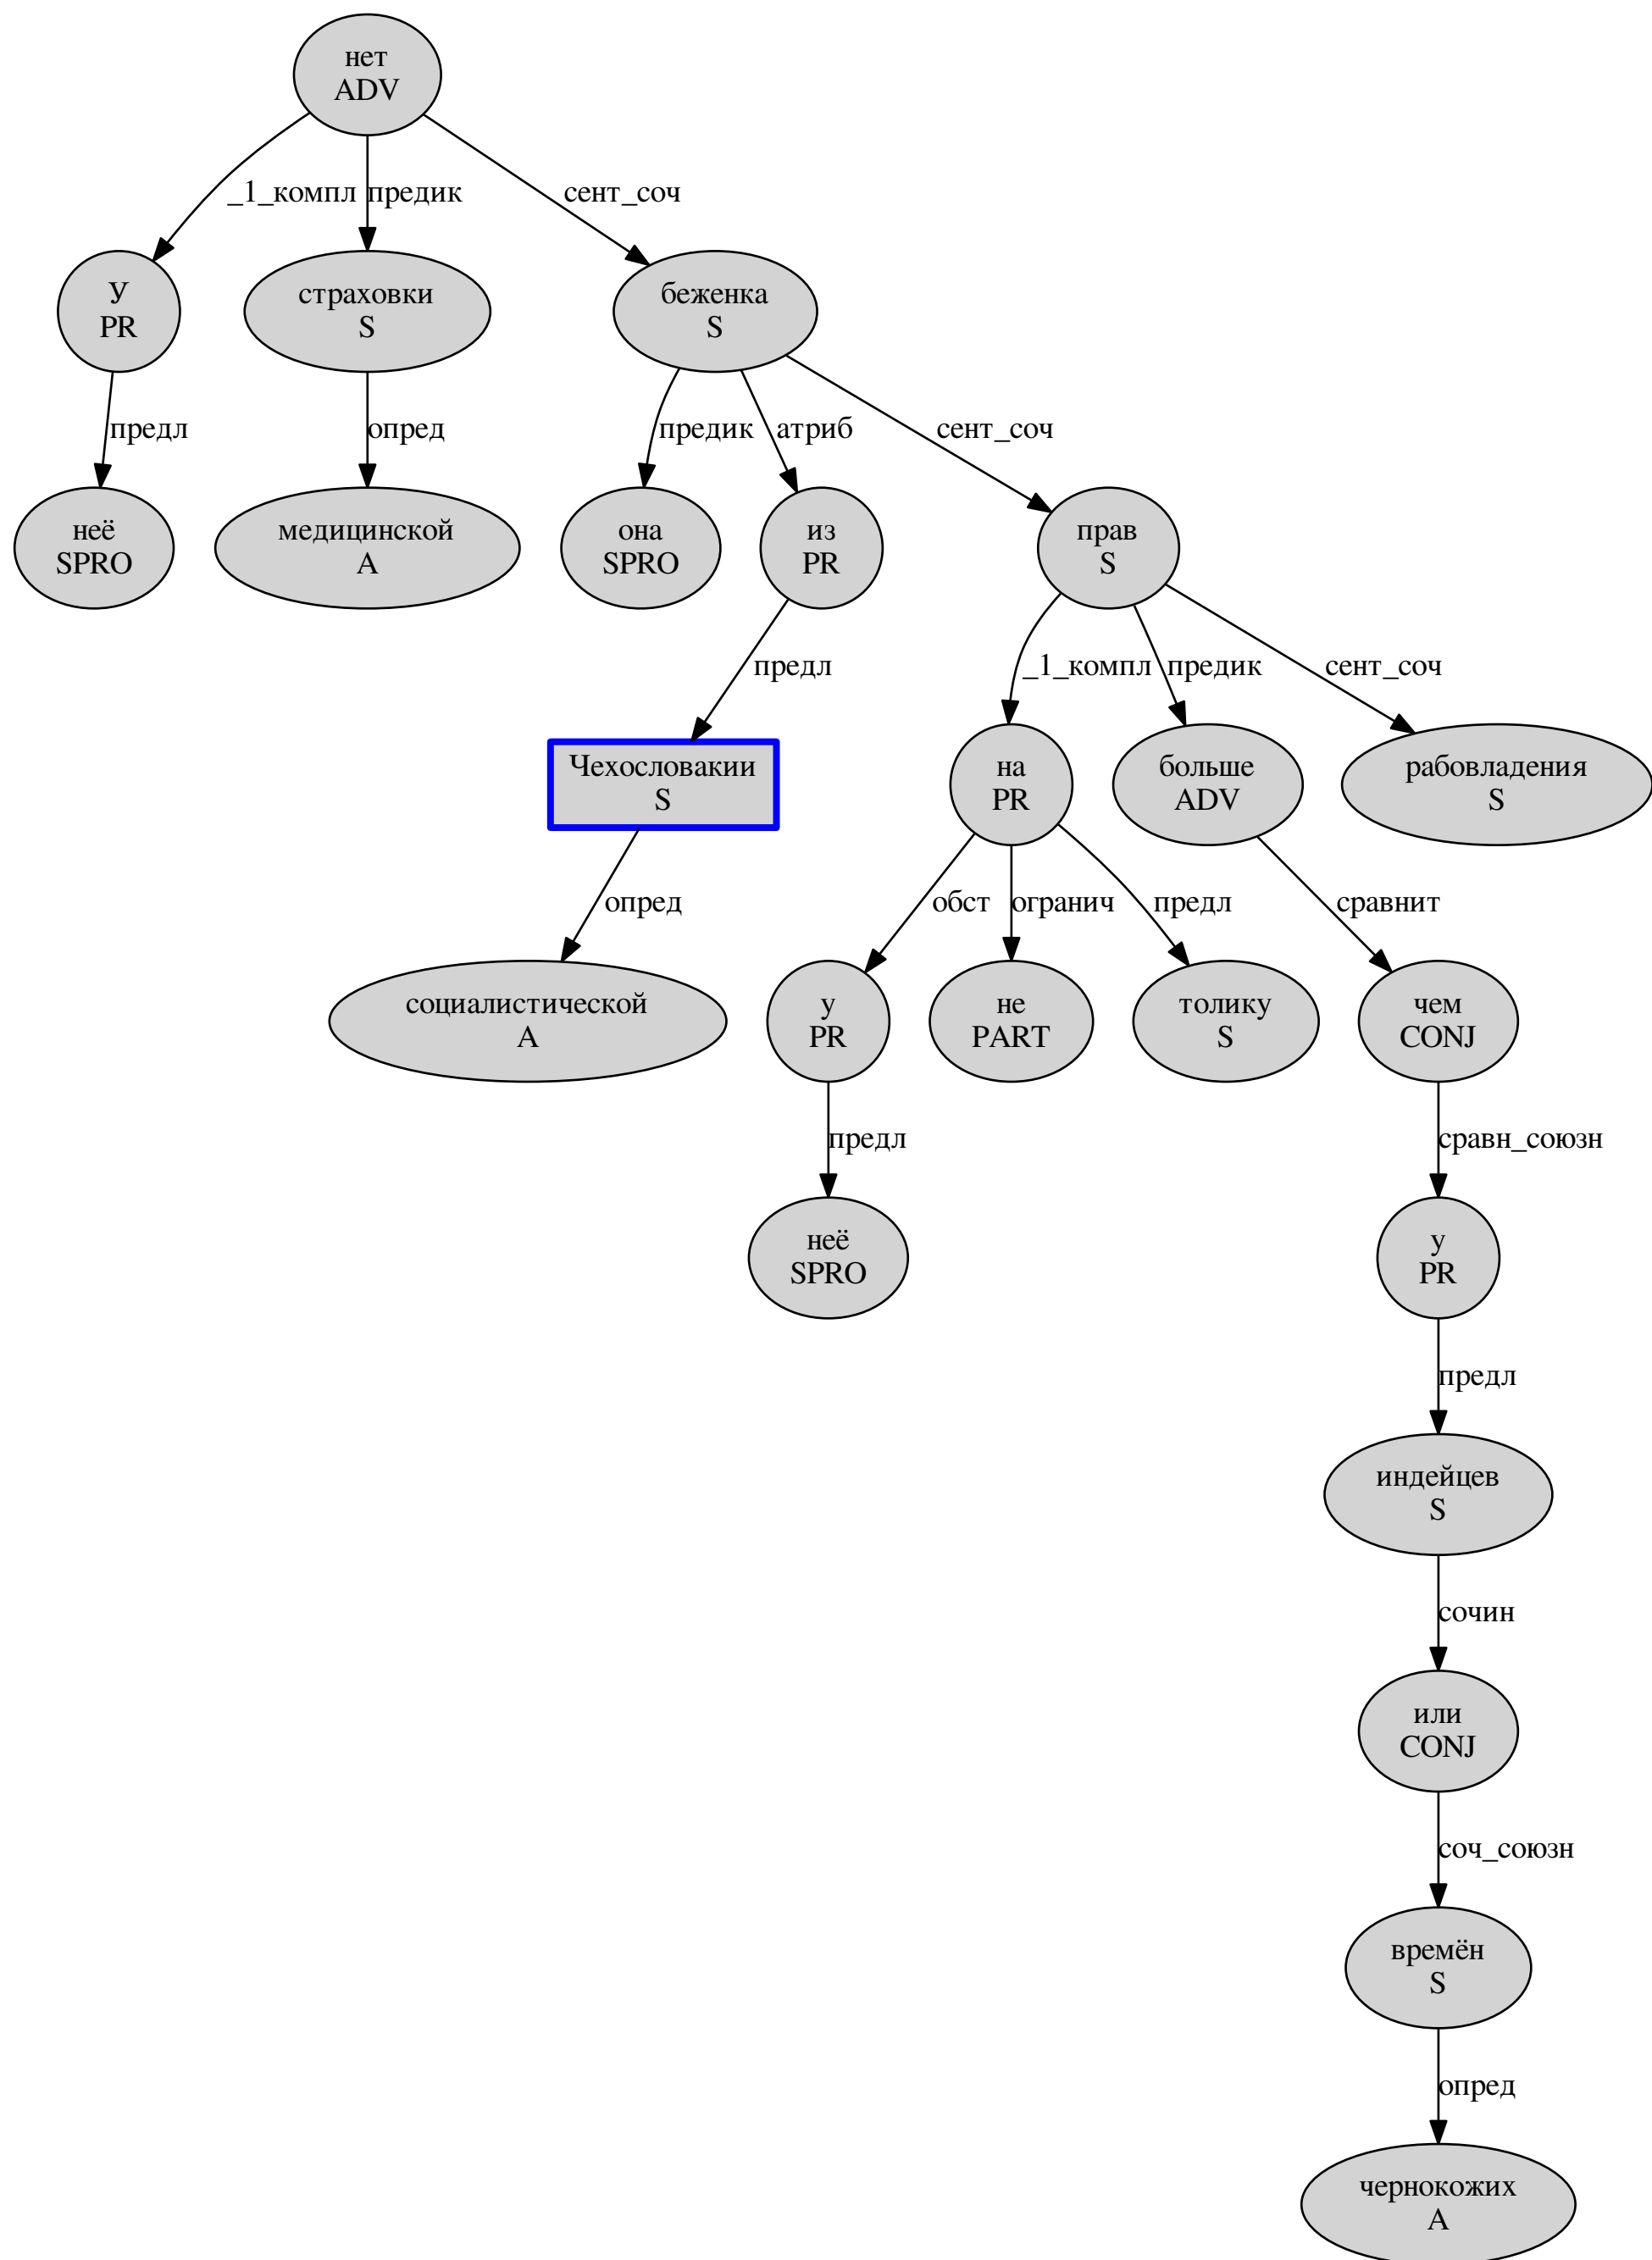 нет
ADV
_1_компл
предик
сент_соч
У
PR
страховки
S
беженка
S
предл
опред
предик
атриб
сент_соч
неё
SPRO
медицинской
A
она
SPRO
из
PR
прав
S
предл
_1_компл
предик
сент_соч
Чехословакии
S
на
PR
больше
ADV
рабовладения
S
опред
обст
огранич
предл
сравнит
социалистической
A
у
PR
не
PART
толику
S
чем
CONJ
предл
сравн_союзн
неё
SPRO
у
PR
предл
индейцев
S
сочин
или
CONJ
соч_союзн
времён
S
опред
чернокожих
A